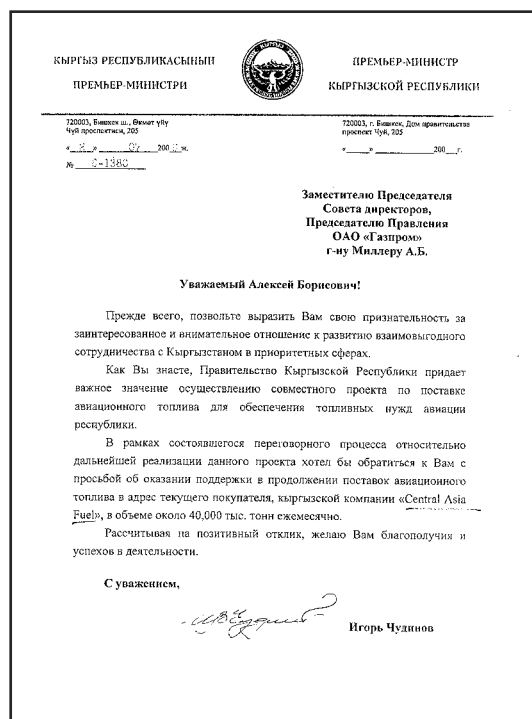 КЫРГЫЗ РЕСПУБЛИКАСЫНЫН
ПРЕМЬЕР-МИНИСТРИ
ПРЕМЬЕР-МИНИСТР
КЫРГЫЗСКОЙ РЕСПУБЛИКИ
720003, Бишкек ш., Өкмөт үйү
Чүй проспектиси, 205
720003, г. Бишкек, Дом правительства
проспект Чуй, 205
« » 200 ж.
« » 200 г.
№ 6-1380
Заместителю Председателя
Совета директоров,
Председателю Правления
ОАО «Газпром»
г-ну Миллеру А.Б.
Уважаемый Алексей Борисович!
Прежде всего, позвольте выразить Вам свою признательность за
заинтересованное и внимательное отношение к развитию взаимовыгодного
сотрудничества с Кыргызстаном в приоритетных сферах.
Как Вы знаете, Правительство Кыргызской Республики придает
важное значение осуществлению совместного проекта по поставке
авиационного топлива для обеспечения топливных нужд авиации
республики.
В рамках состоявшегося переговорного процесса относительно
дальнейшей реализации данного проекта хотел бы обратиться к Вам с
просьбой об оказании поддержки в продолжении поставок авиационного
топлива в адрес текущего покупателя, кыргызской компании «Central Asia
Fuel», в объеме около 40,000 тыс. тонн ежемесячно.
Рассчитывая на позитивный отклик, желаю Вам благополучия и
успехов в деятельности.
С уважением,
Игорь Чудинов